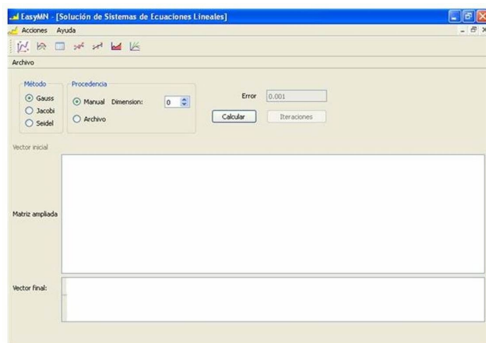 EasyMN - [Solución de Sistemas de Ecuaciones Lineales]
Acciones Ayuda
Archivo
Método
Gauss
Jacobi
Seidel
Procedencia
Manual Dimension: 0
Archivo
Error 0.001
Calcular Iteraciones
Vector inicial
Matriz ampliada
Vector final: